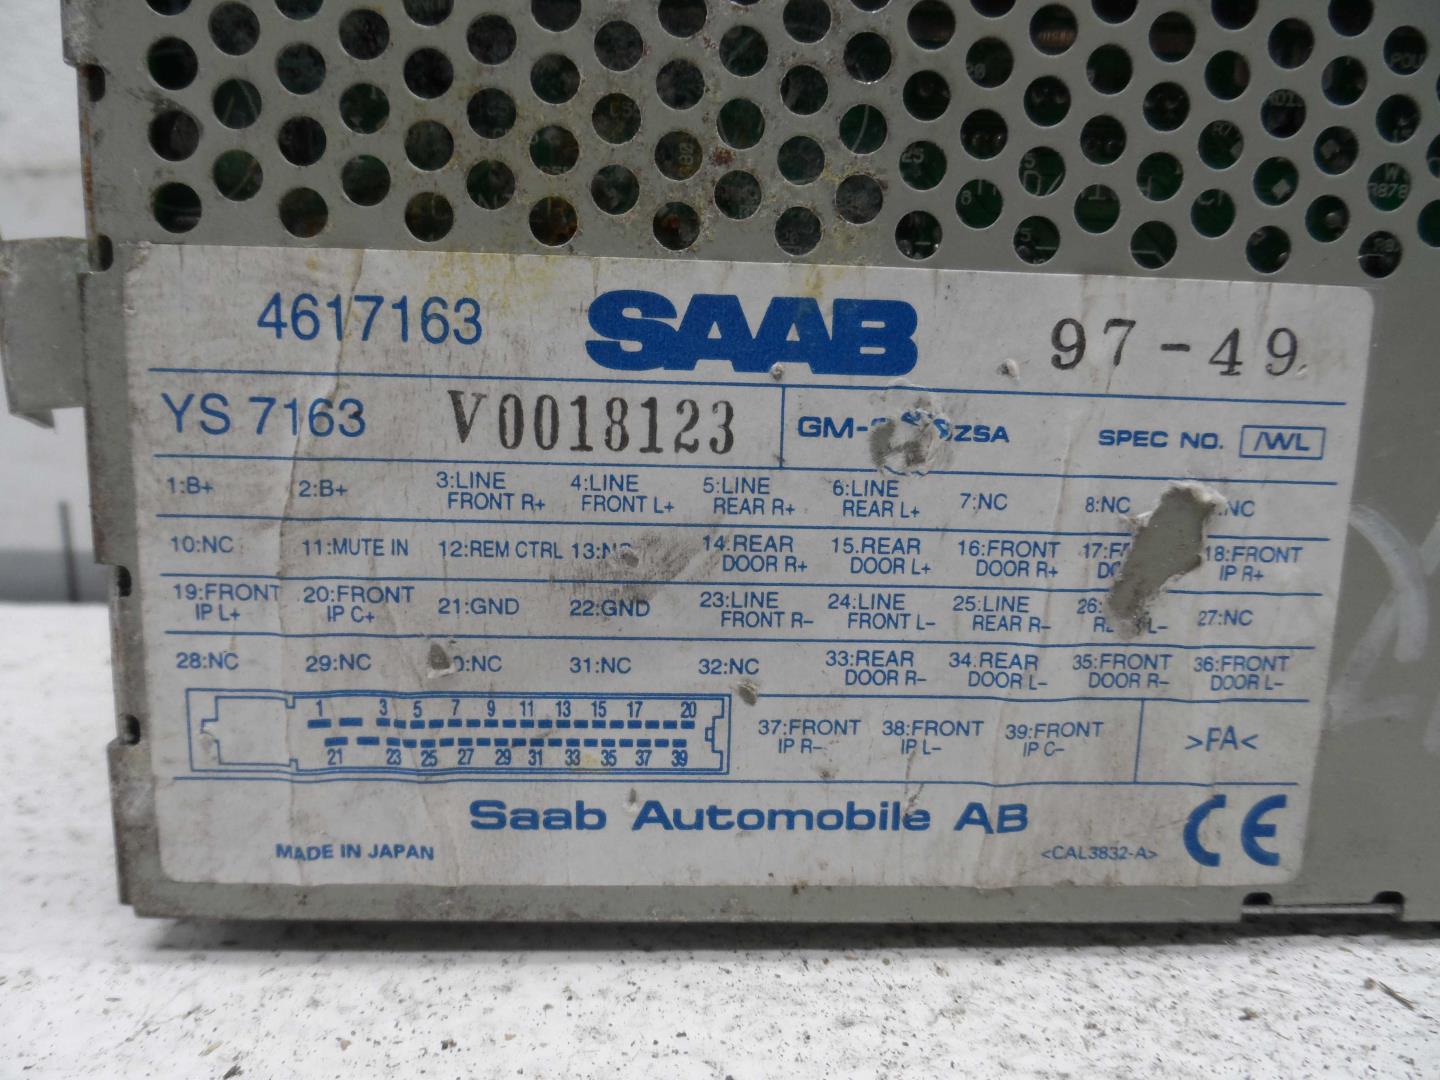 4617163 SAAB 97-49
YS 7163 V0018123 SPEC NO. /WL
1:B+ 2:B+ 3:LINE FRONT R+ 4:LINE FRONT L+ 5:LINE REAR R+ 6:LINE REAR L+ 7:NC 8:NC NC
10:NC 11:MUTE IN 12:REM CTRL 13:NC 14.REAR DOOR R+ 15.REAR DOOR L+ 16:FRONT DOOR R+ 18:FRONT IP R+
19:FRONT IP L+ 20:FRONT IP C+ 21:GND 22:GND 23:LINE FRONT R- 24:LINE FRONT L- 25:LINE REAR R- 26: L- 27:NC
28:NC 29:NC 0:NC 31:NC 32:NC 33:REAR DOOR R- 34.REAR DOOR L- 35:FRONT DOOR R- 36:FRONT DOOR L-
1 3 5 7 9 11 13 15 17 20
21 23 25 27 29 31 33 35 37 39
37:FRONT IP R- 38:FRONT IP L- 39:FRONT IP C- >PA<
Saab Automobile AB
MADE IN JAPAN <CAL3832-A> CE